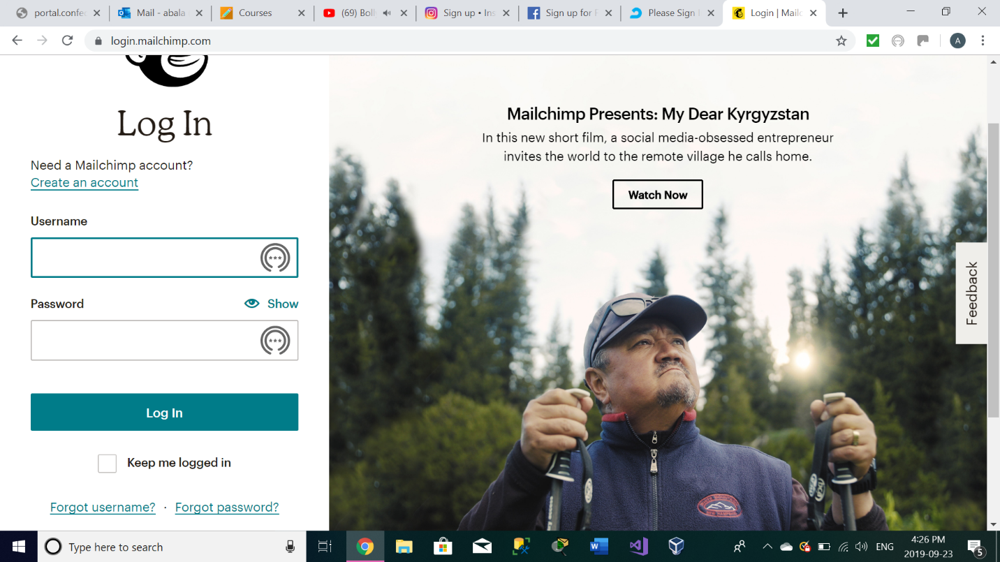 portal.confe
Mail - abala
Courses
(69) Boll
Sign up • Ins
Sign up for F
Please Sign I
Login | Mailc
login.mailchimp.com
A
Log In
Need a Mailchimp account?
Create an account
Username
Password
Show
Log In
Keep me logged in
Forgot username? · Forgot password?
Mailchimp Presents: My Dear Kyrgyzstan
In this new short film, a social media-obsessed entrepreneur
invites the world to the remote village he calls home.
Watch Now
Feedback
Type here to search
ENG
4:26 PM
2019-09-23
5